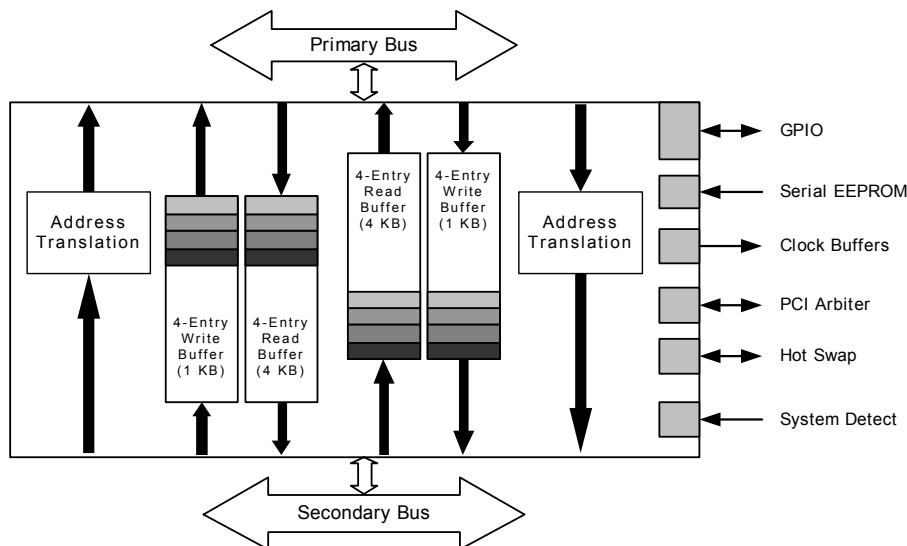 Primary Bus
Address
Translation
4-Entry
Write
Buffer
(1 KB)
4-Entry
Read
Buffer
(4 KB)
4-Entry
Read
Buffer
(4 KB)
4-Entry
Write
Buffer
(1 KB)
Address
Translation
GPIO
Serial EEPROM
Clock Buffers
PCI Arbiter
Hot Swap
System Detect
Secondary Bus